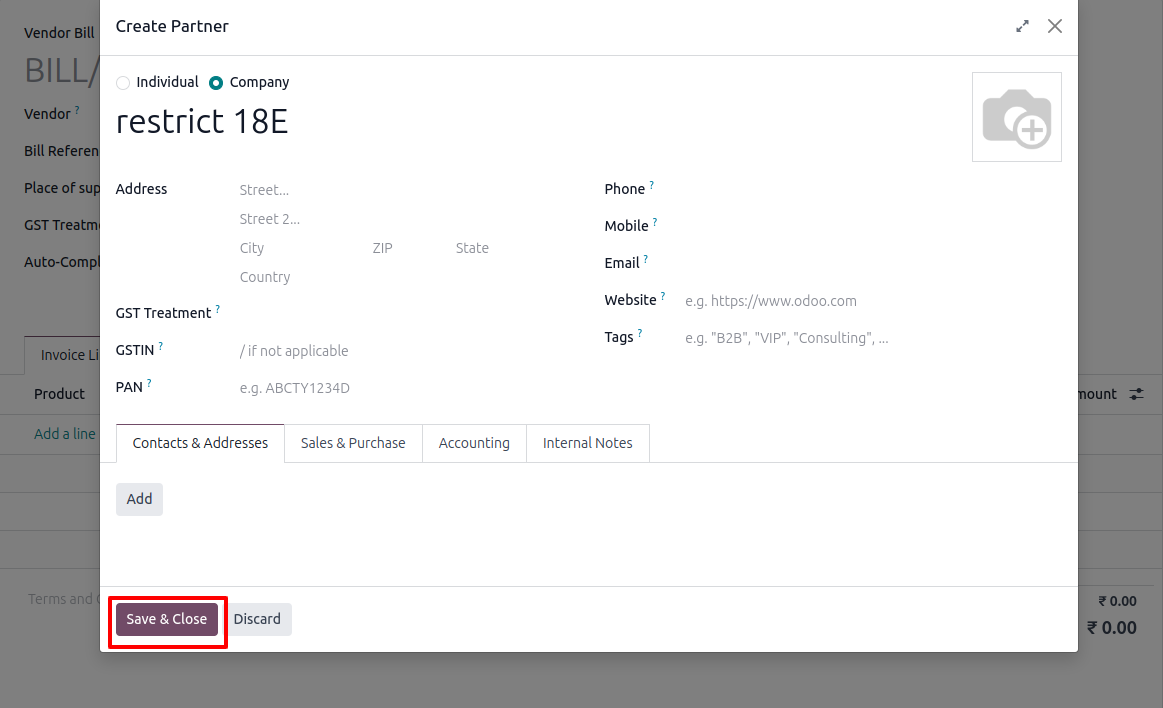 Create Partner
Vendor Bill
BILL/
Vendor ?
Bill Referen
Place of sup
GST Treatm
Auto-Compl
Individual Company
restrict 18E
Address Street...
Street 2...
City ZIP State
Country
GST Treatment ?
GSTIN ? / if not applicable
PAN ? e.g. ABCTY1234D
Phone ?
Mobile ?
Email ?
Website ? e.g. https://www.odoo.com
Tags ? e.g. "B2B", "VIP", "Consulting", ...
Invoice Li
Product mount
Add a line
Contacts & Addresses Sales & Purchase Accounting Internal Notes
Add
Terms and
Save & Close Discard
₹ 0.00
₹ 0.00